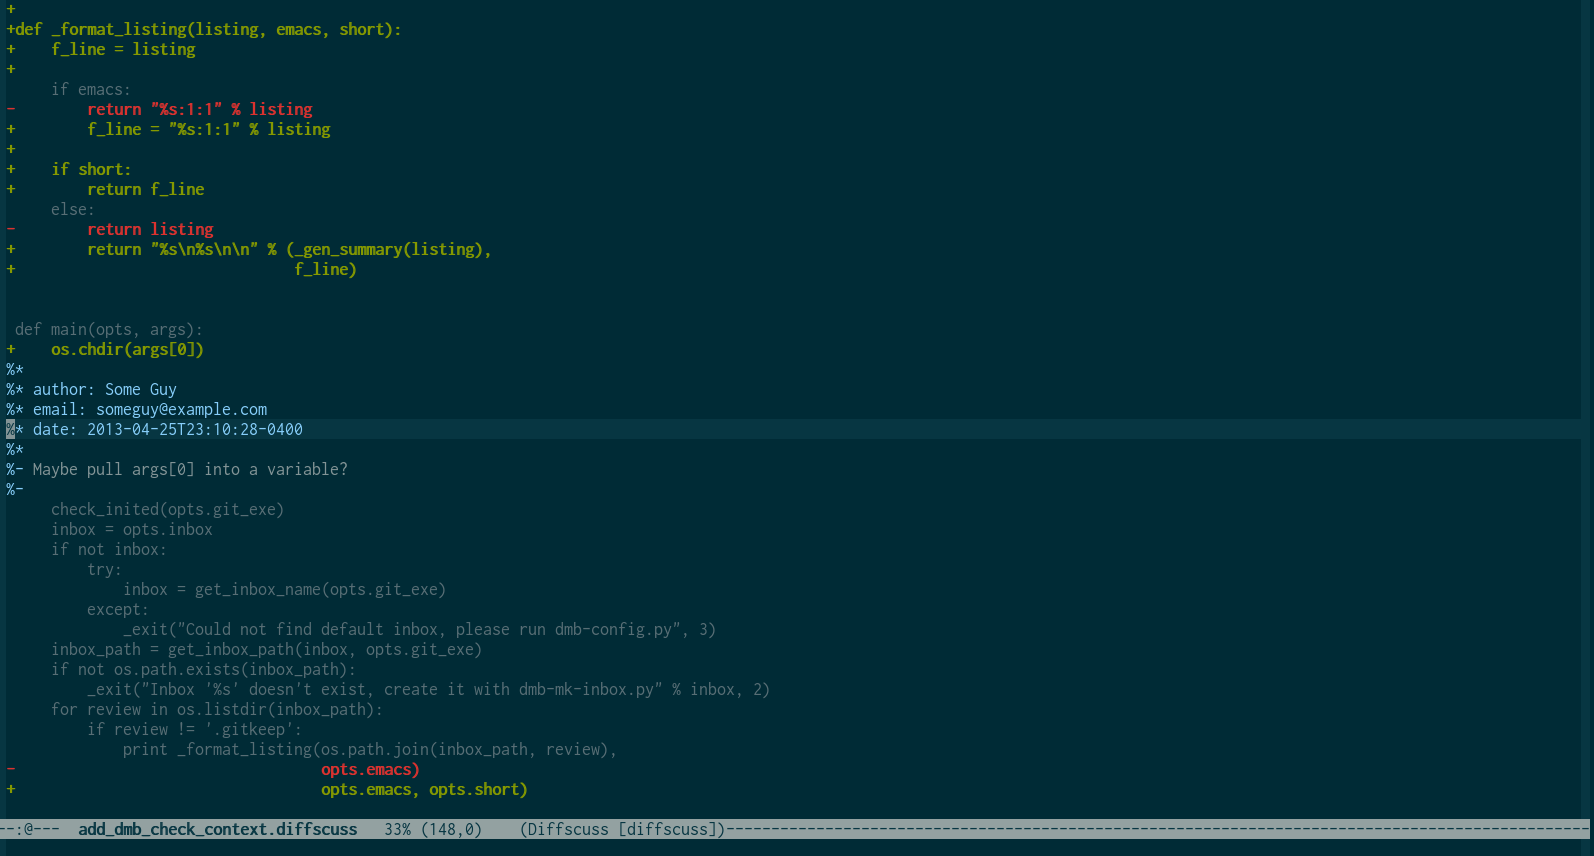 +
+def _format_listing(listing, emacs, short):
+    f_line = listing
+
     if emacs:
-        return "%s:1:1" % listing
+        f_line = "%s:1:1" % listing
+
+    if short:
+        return f_line
     else:
-        return listing
+        return "%s\n%s\n\n" % (_gen_summary(listing),
+                               f_line)
 def main(opts, args):
+    os.chdir(args[0])
%*
%* author: Some Guy
%* email: someguy@example.com
%* date: 2013-04-25T23:10:28-0400
%*
%- Maybe pull args[0] into a variable?
%-
     check_inited(opts.git_exe)
     inbox = opts.inbox
     if not inbox:
         try:
             inbox = get_inbox_name(opts.git_exe)
         except:
             _exit("Could not find default inbox, please run dmb-config.py", 3)
     inbox_path = get_inbox_path(inbox, opts.git_exe)
     if not os.path.exists(inbox_path):
         _exit("Inbox '%s' doesn't exist, create it with dmb-mk-inbox.py" % inbox, 2)
     for review in os.listdir(inbox_path):
         if review != '.gitkeep':
             print _format_listing(os.path.join(inbox_path, review),
-                                  opts.emacs)
+                                  opts.emacs, opts.short)
--:@---  add_dmb_check_context.diffscuss   33% (148,0)    (Diffscuss [diffscuss])------------------------------------------------------------------------------------------------